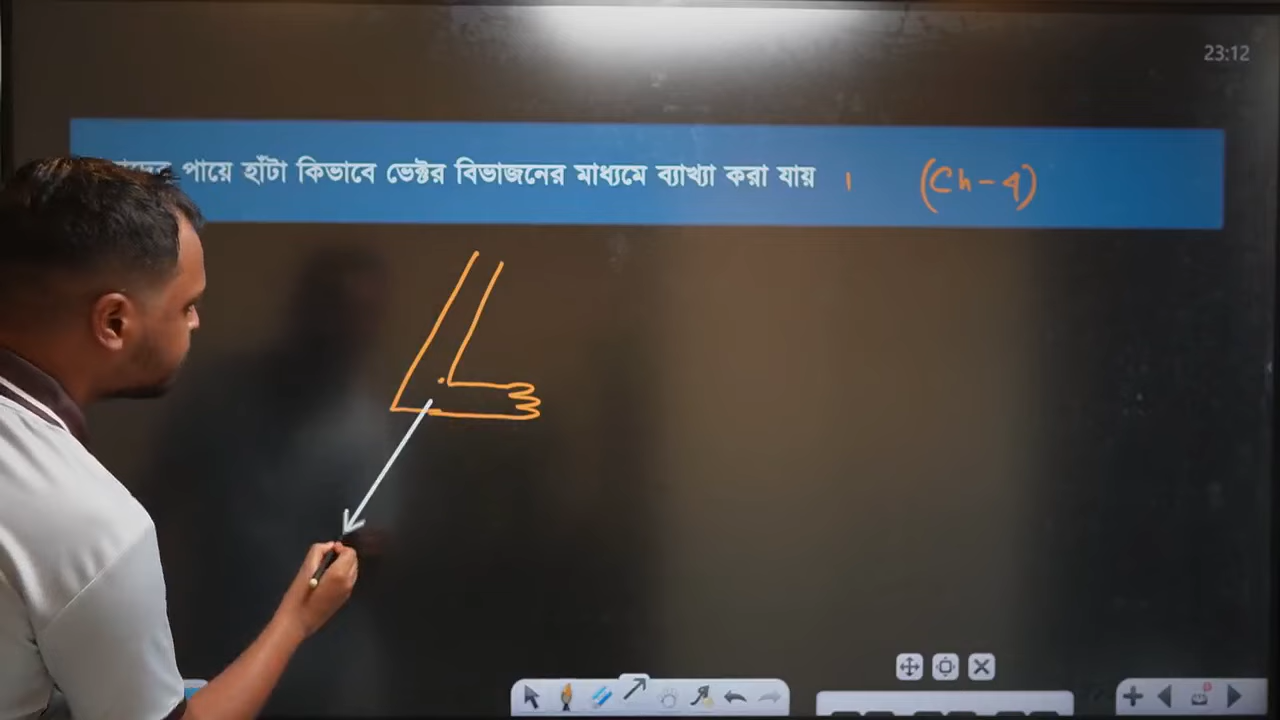 23:12
পায়ে হাঁটা কিভাবে ভেক্টর বিভাজনের মাধ্যমে ব্যাখ্যা করা যায় । (Ch-4)